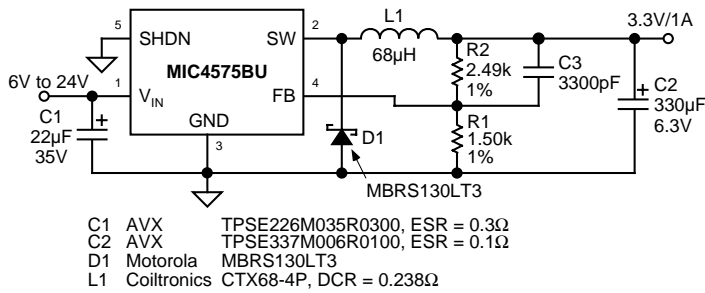 L1
3.3V/1A
5
SHDN
SW
2
68µH
R2
2.49k
1%
C3
3300pF
MIC4575BU
6V to 24V
1
VIN
FB
4
C2
330µF
6.3V
C1
22µF
35V
GND
3
D1
R1
1.50k
1%
MBRS130LT3
C1 AVX TPSE226M035R0300, ESR = 0.3Ω
C2 AVX TPSE337M006R0100, ESR = 0.1Ω
D1 Motorola MBRS130LT3
L1 Coiltronics CTX68-4P, DCR = 0.238Ω